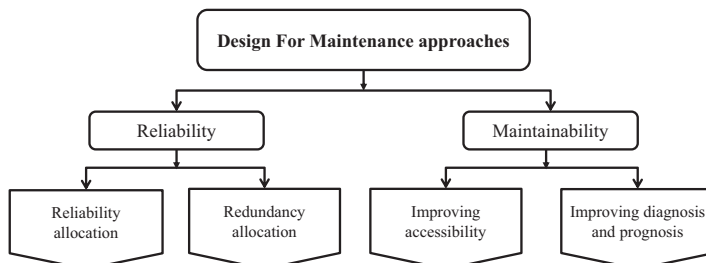 Design For Maintenance approaches
Reliability
Maintainability
Reliability
allocation
Redundancy
allocation
Improving
accessibility
Improving diagnosis
and prognosis